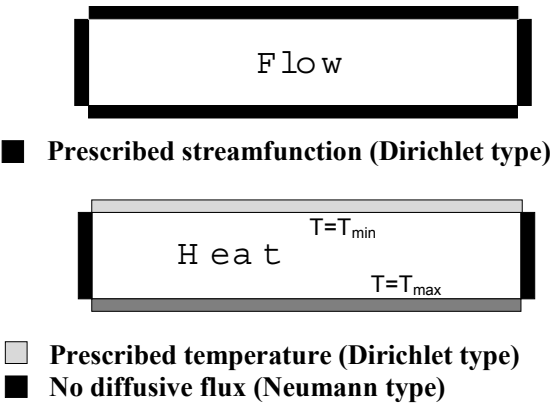 Flow
Prescribed streamfunction (Dirichlet type)
T=Tmin
Heat
T=Tmax
Prescribed temperature (Dirichlet type)
No diffusive flux (Neumann type)